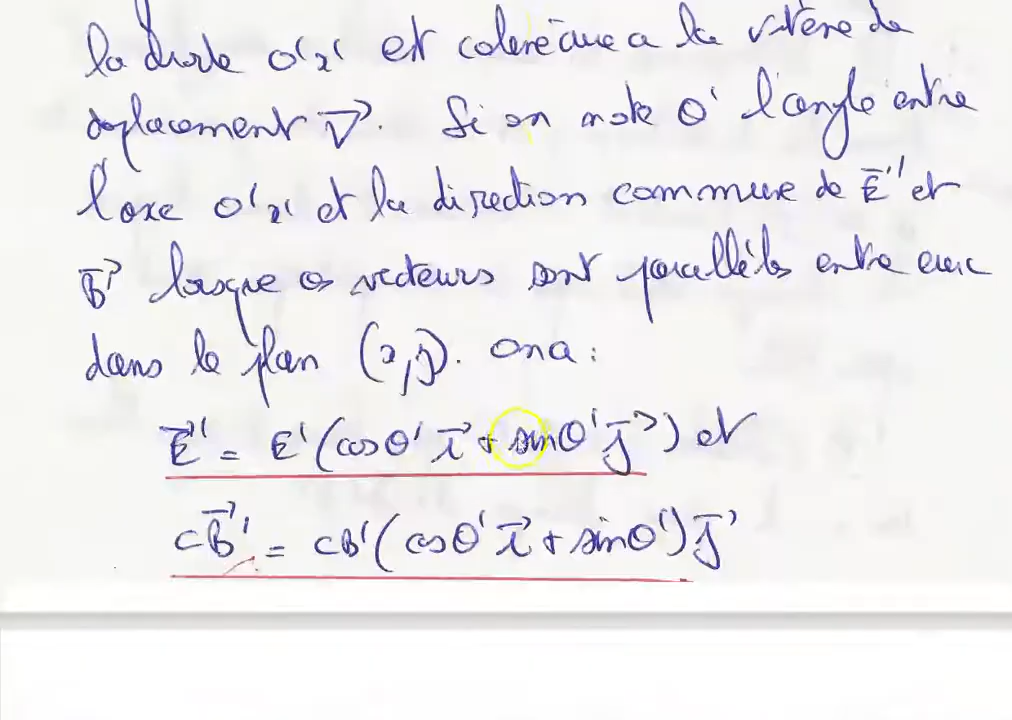 la droite O'x' est colinéaire a la vitesse de
deplacement V⃗. Si on note θ' l'angle entre
l'axe O'x' et la direction commune de E⃗' et
B⃗' lorsque ces vecteurs sont parallèles entre eux
dans le plan (x,y). On a :
E⃗' = E'(cosθ' i⃗ + sinθ' j⃗) et
cB⃗' = cB'(cosθ' i⃗ + sinθ') j⃗